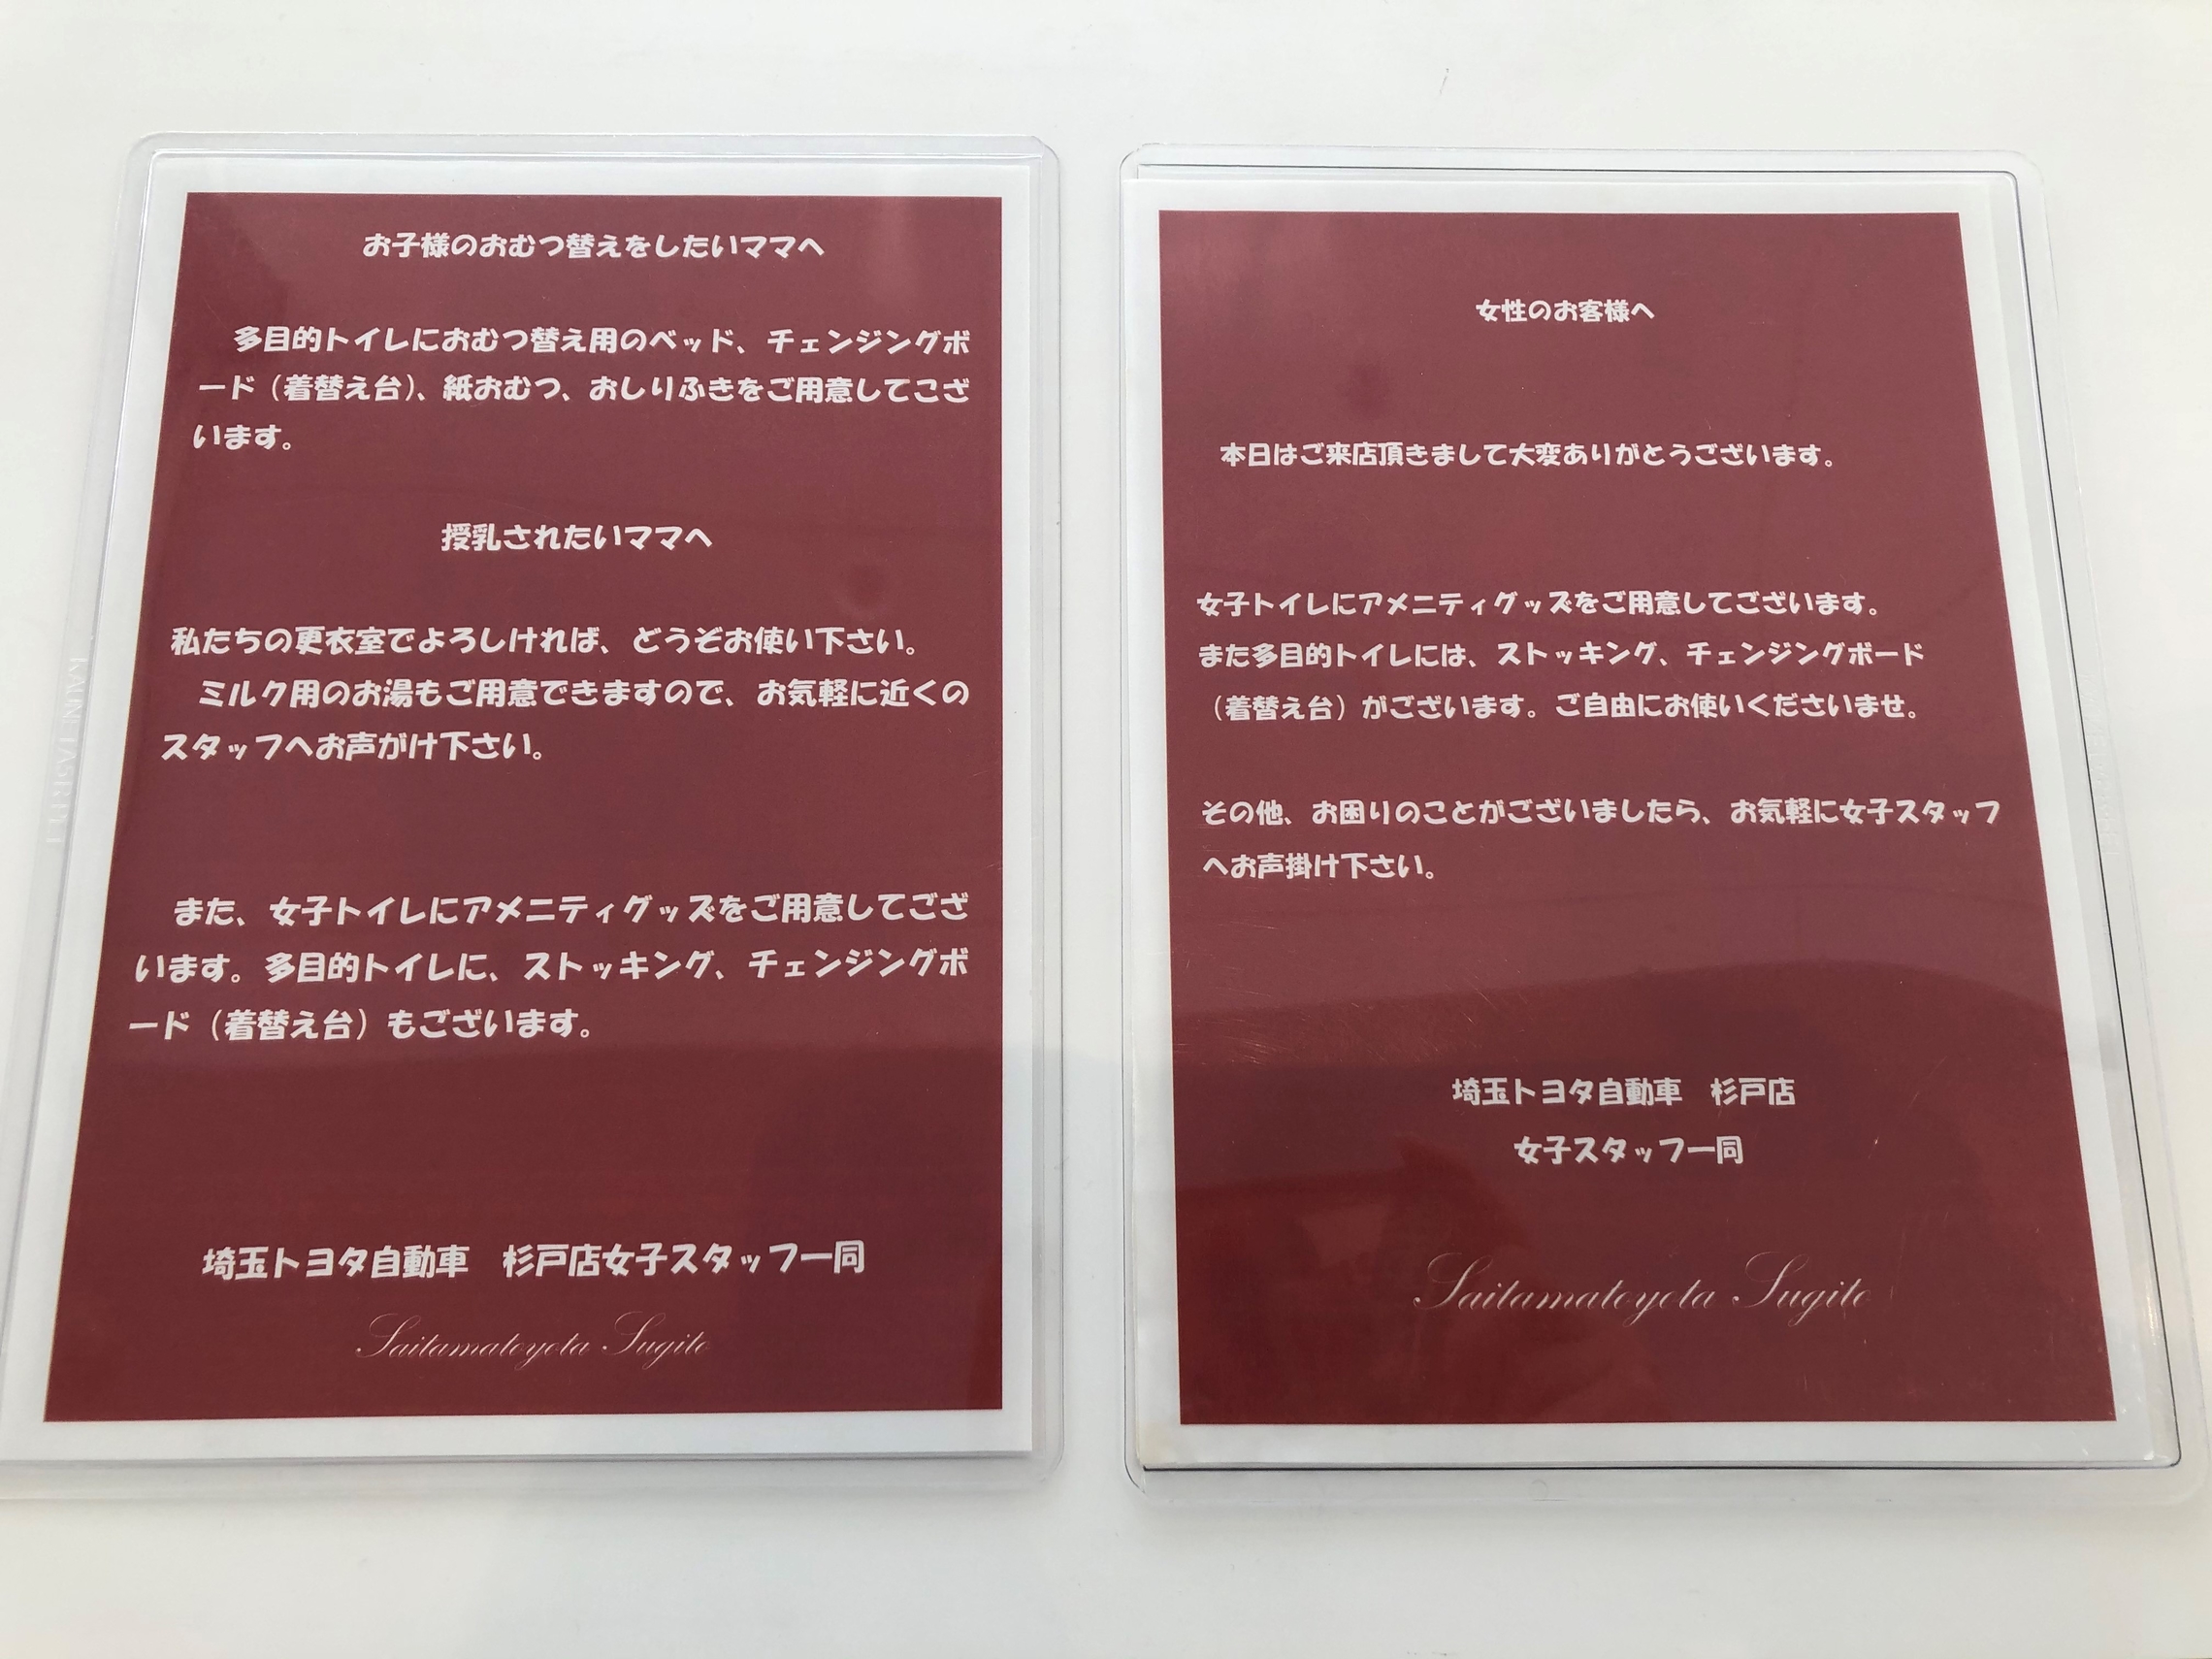 お子様のおむつ替えをしたいママへ
多目的トイレにおむつ替え用のベッド、チェンジングボ
ード（着替え台）、紙おむつ、おしりふきをご用意してござ
います。
授乳されたいママへ
私たちの更衣室でよろしければ、どうぞお使い下さい。
ミルク用のお湯もご用意できますので、お気軽に近くの
スタッフへお声がけ下さい。
また、女子トイレにアメニティグッズをご用意してござ
います。多目的トイレに、ストッキング、チェンジングボ
ード（着替え台）もございます。
埼玉トヨタ自動車　杉戸店女子スタッフ一同
Saitamatoyota Sugito
女性のお客様へ
本日はご来店頂きまして大変ありがとうございます。
女子トイレにアメニティグッズをご用意してございます。
また多目的トイレには、ストッキング、チェンジングボード
（着替え台）がございます。ご自由にお使いくださいませ。
その他、お困りのことがございましたら、お気軽に女子スタッフ
へお声掛け下さい。
埼玉トヨタ自動車　杉戸店
女子スタッフ一同
Saitamatoyota Sugito